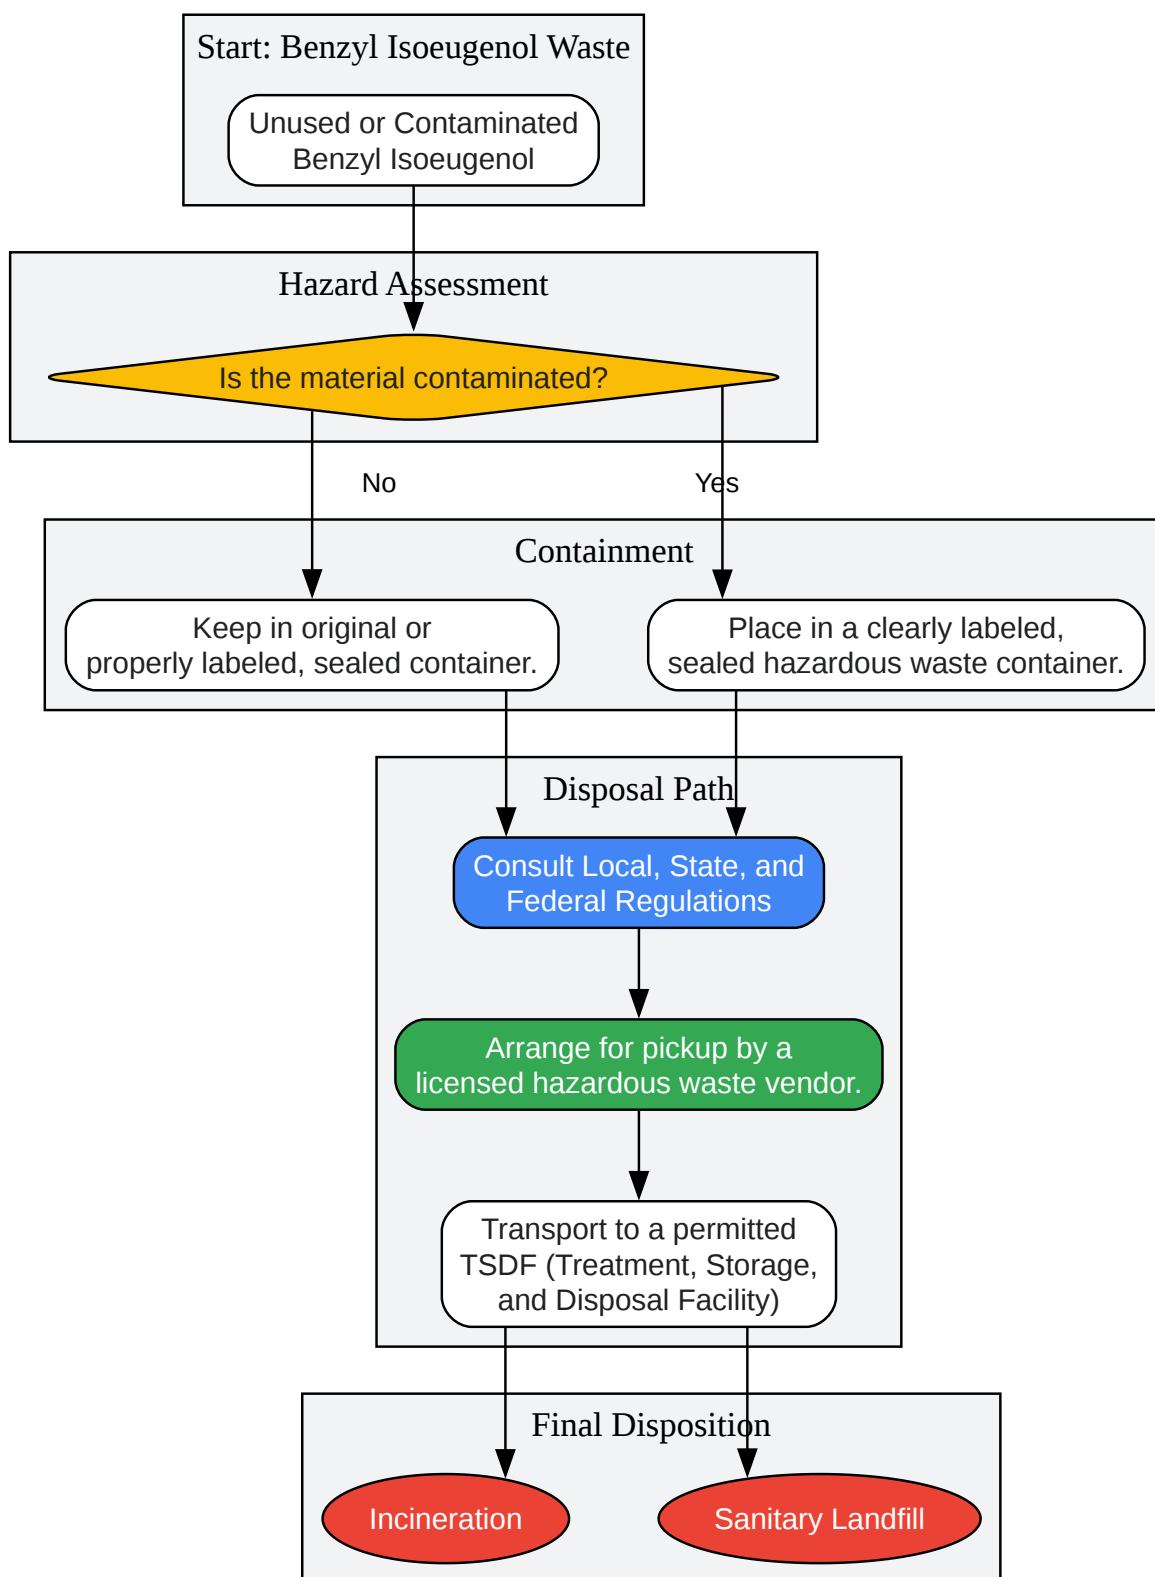 Start: Benzyl Isoeugenol Waste
Unused or Contaminated
Benzyl Isoeugenol
Hazard Assessment
Is the material contaminated?
No
Yes
Containment
Keep in original or
properly labeled, sealed container.
Place in a clearly labeled,
sealed hazardous waste container.
Disposal Path
Consult Local, State, and
Federal Regulations
Arrange for pickup by a
licensed hazardous waste vendor.
Transport to a permitted
TSDF (Treatment, Storage,
and Disposal Facility)
Final Disposition
Incineration
Sanitary Landfill